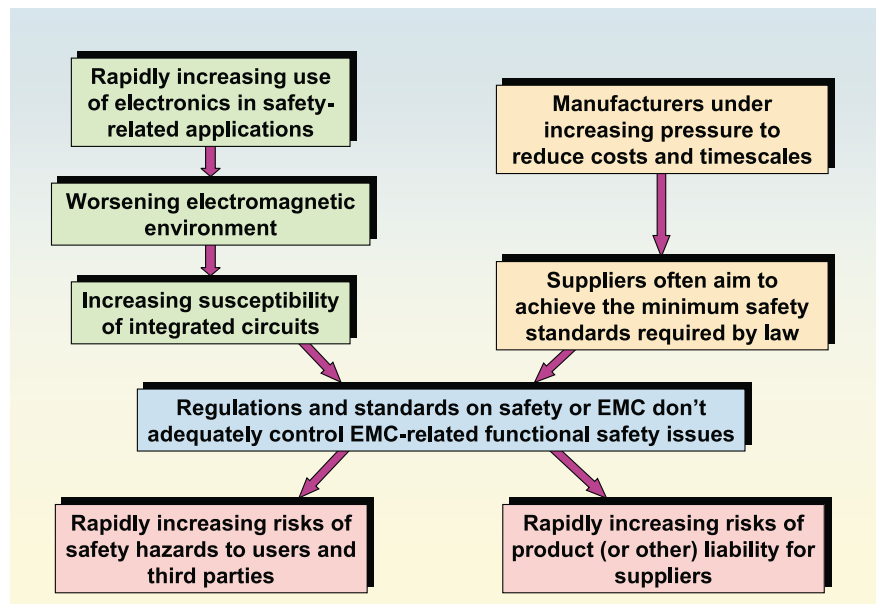 Rapidly increasing use
of electronics in safety-
related applications
Worsening electromagnetic
environment
Increasing susceptibility
of integrated circuits
Manufacturers under
increasing pressure to
reduce costs and timescales
Suppliers often aim to
achieve the minimum safety
standards required by law
Regulations and standards on safety or EMC don’t
adequately control EMC-related functional safety issues
Rapidly increasing risks of
safety hazards to users and
third parties
Rapidly increasing risks of
product (or other) liability for
suppliers